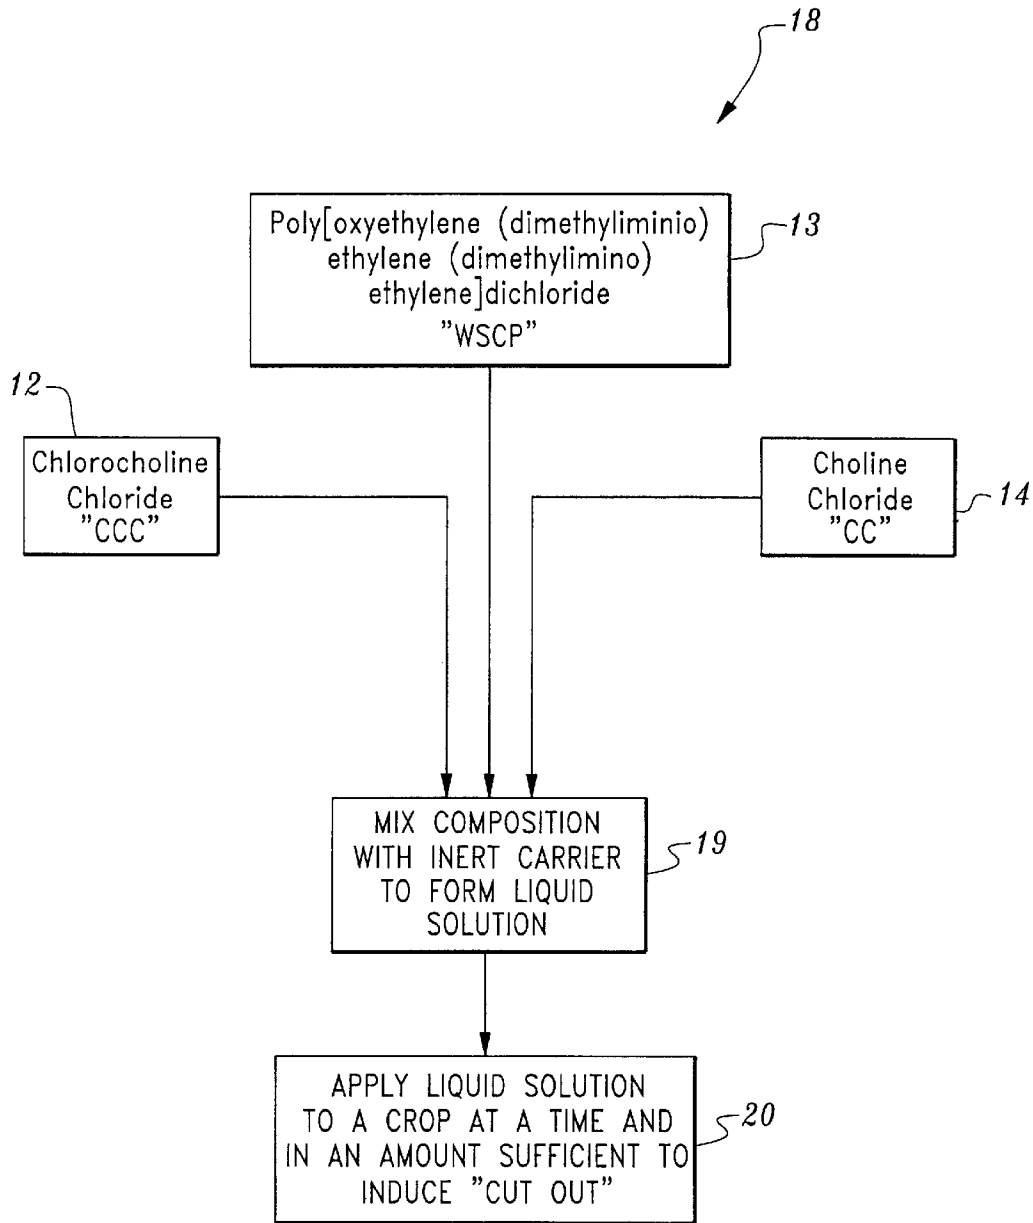 18
Poly[oxyethylene (dimethyliminio)
ethylene (dimethylimino)
ethylene]dichloride
"WSCP"
13
12
Chlorocholine
Chloride
"CCC"
Choline
Chloride
"CC"
14
MIX COMPOSITION
WITH INERT CARRIER
TO FORM LIQUID
SOLUTION
19
APPLY LIQUID SOLUTION
TO A CROP AT A TIME AND
IN AN AMOUNT SUFFICIENT TO
INDUCE "CUT OUT"
20